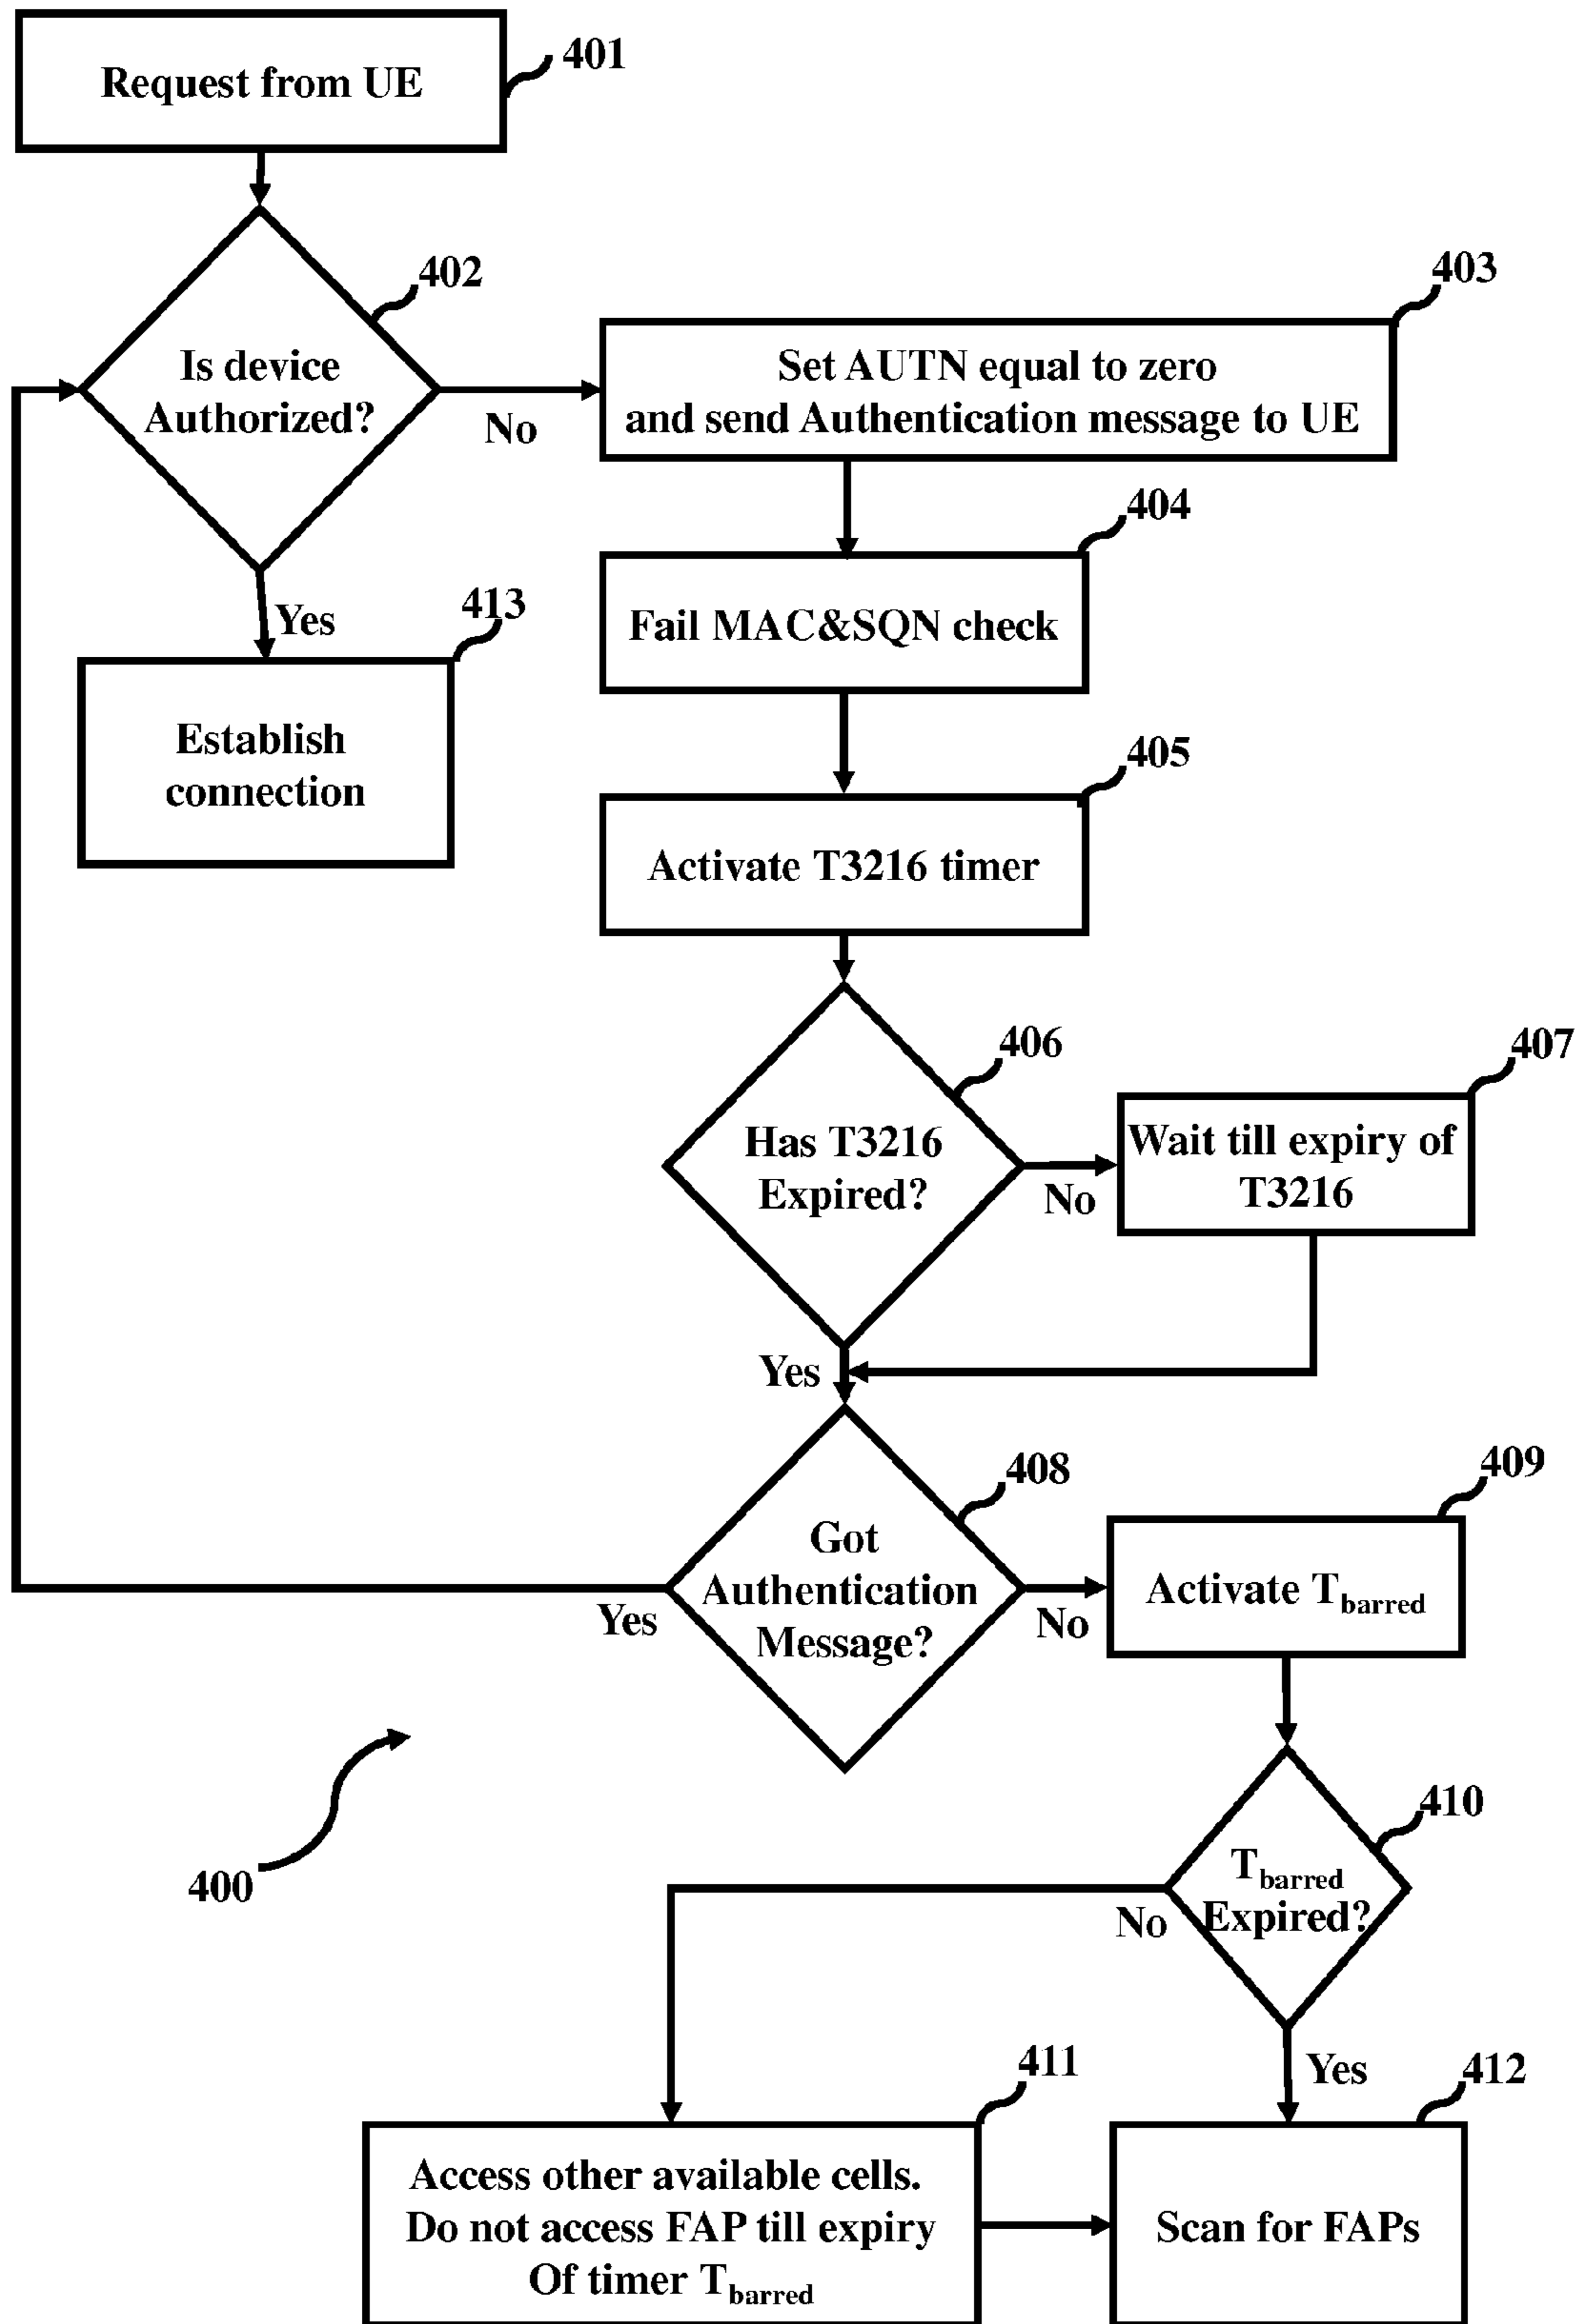 Request from UE
401
402
Is device
Authorized?
No
403
Set AUTN equal to zero
and send Authentication message to UE
404
Fail MAC&SQN check
Yes
413
Establish
connection
405
Activate T3216 timer
406
Has T3216
Expired?
No
407
Wait till expiry of
T3216
Yes
408
Got
Authentication
Message?
Yes
No
409
Activate Tbarred
400
410
Tbarred
Expired?
No
Yes
411
Access other available cells.
Do not access FAP till expiry
Of timer Tbarred
412
Scan for FAPs